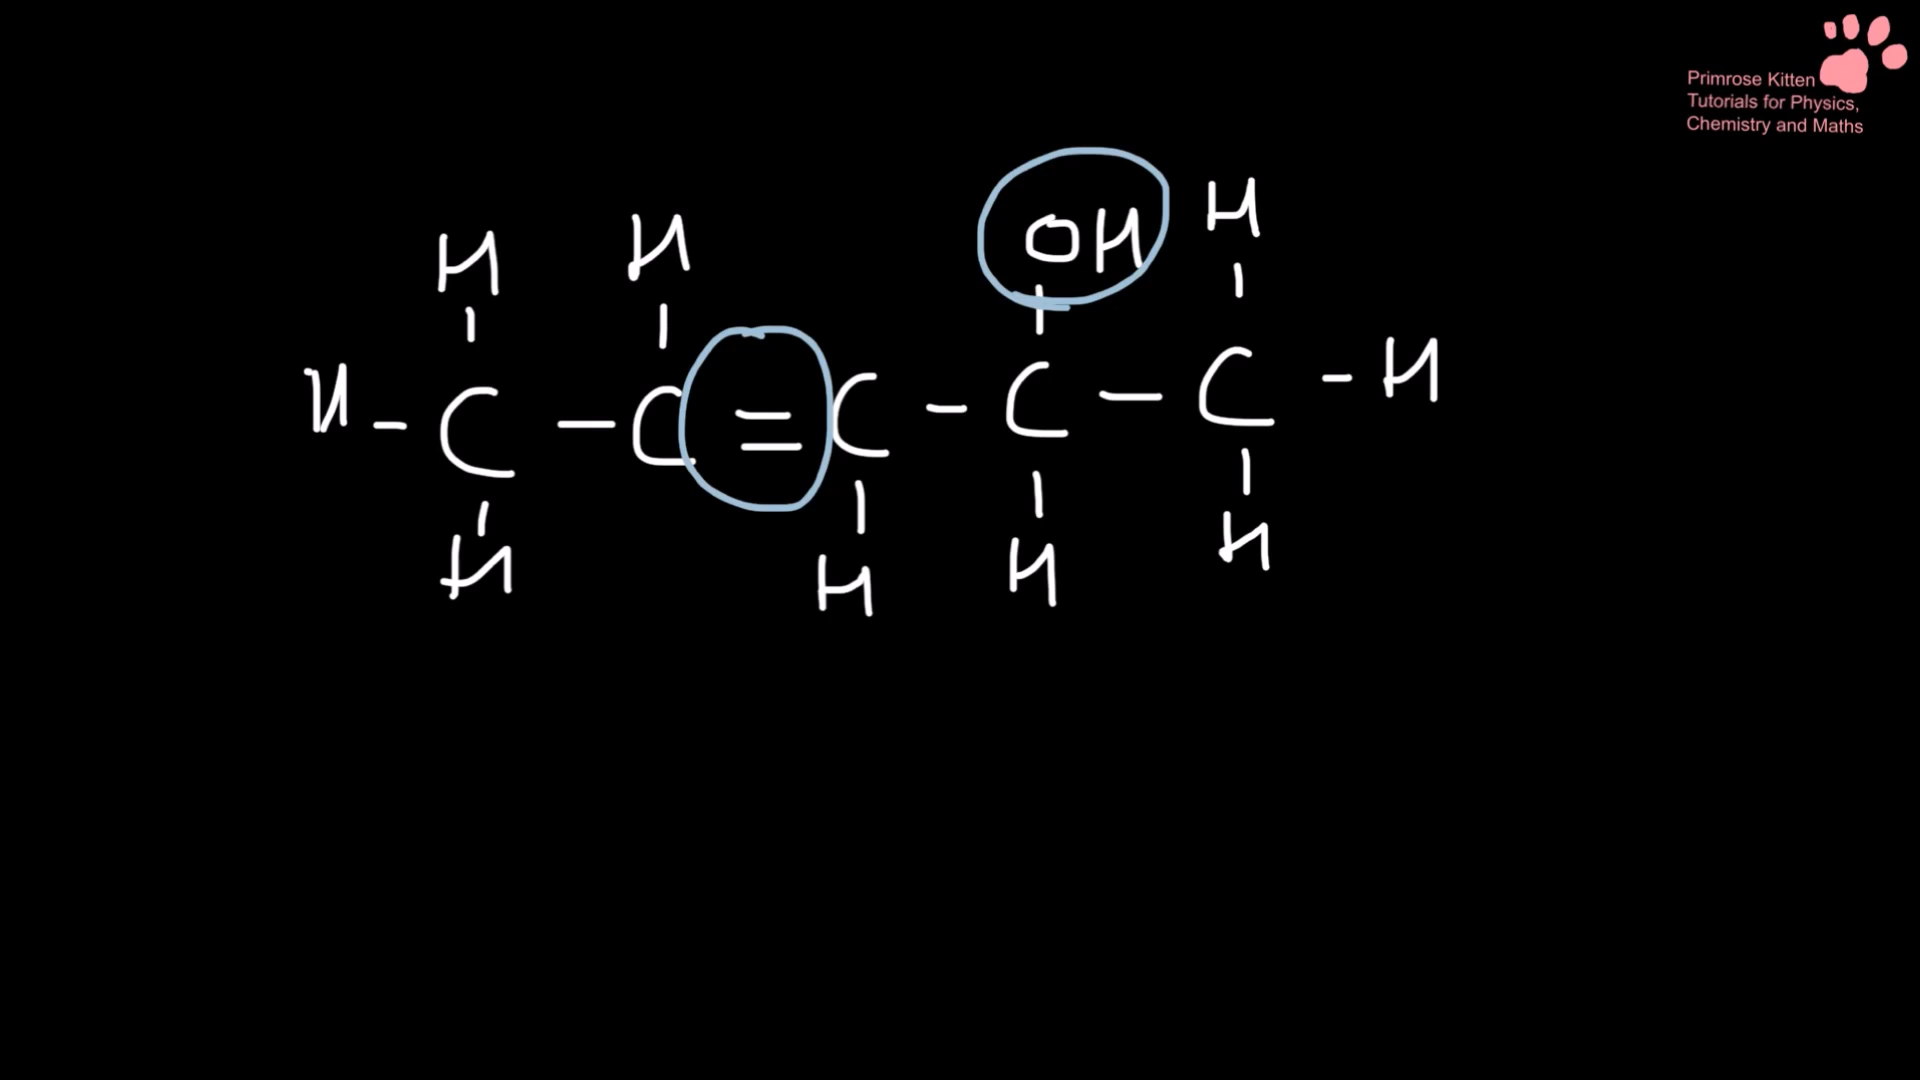 Primrose Kitten
Tutorials for Physics,
Chemistry and Maths
H H OH H
H - C - C = C - C - C - H
H H H H